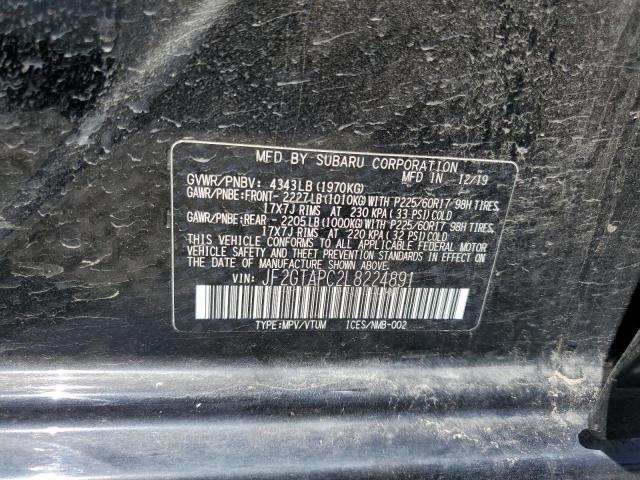 MFD BY SUBARU CORPORATION
GVWR/PNBV: 4343LB(1970KG) 12/19
GAWR/PNBE:FRONT- 2227LB(1010KG)WITH P225/60R17 98H TIRES,
17X7J RIMS AT 230 KPA(33 PSI)COLD
GAWR/PNBE:REAR - 2205LB(1000KG)WITH P225/60R17 98H TIRES,
17X7J RIMS AT 220 KPA(32 PSI)COLD
THIS VEHICLE CONFORMS TO ALL APPLICABLE FEDERAL MOTOR
VEHICLE SAFETY, BUMPER, AND THEFT PREVENTION STANDARDS
IN EFFECT ON THE DATE OF MANUFACTURE SHOWN ABOVE.
VIN: JF2GTAPC2L8224891
TYPE:MPV/VTUM ICES/NMB-002